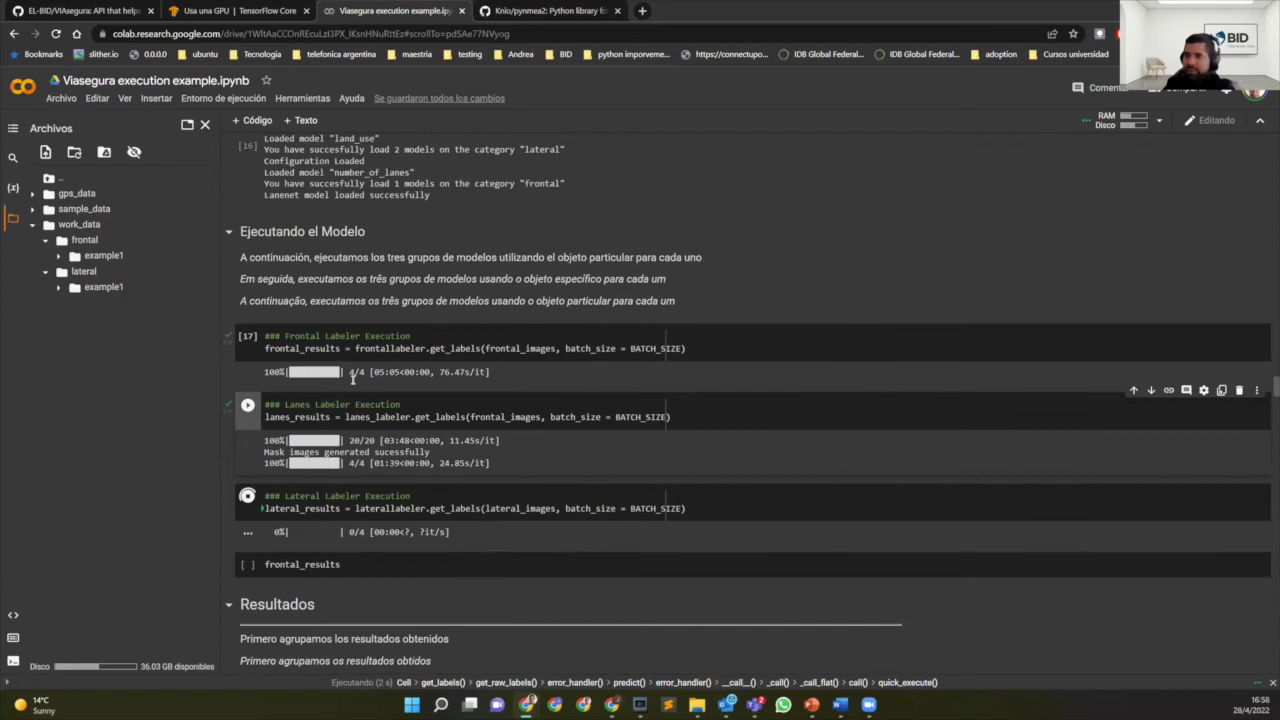 EL-BID/VIAsegura: API that helps
Usa una GPU | TensorFlow Core
Viasegura execution example.ipyn
Knio/pynmea2: Python library fo
colab.research.google.com/drive/
Bookmarks
slither.io
0.0.0.0
ubuntu
Tecnologia
telefonica argentina
maestria
testing
Andrea
BID
python imporveme...
https://connectupo...
IDB Global Federal...
IDB Global Federal...
adoption
Cursos universidad
BID
Viasegura execution example.ipynb
Archivo
Editar
Ver
Insertar
Entorno de ejecución
Herramientas
Ayuda
Se guardaron todos los cambios
Comentar
+ Código
+ Texto
RAM
Disco
Editando
Archivos
..
gps_data
sample_data
work_data
frontal
example1
lateral
example1
Loaded model "land_use"
[16] You have succesfully load 2 models on the category "lateral"
Configuration Loaded
Loaded model "number_of_lanes"
You have succesfully load 1 models on the category "frontal"
Lanenet model loaded successfully
Ejecutando el Modelo
A continuación, ejecutamos los tres grupos de modelos utilizando el objeto particular para cada uno
Em seguida, executamos os três grupos de modelos usando o objeto específico para cada um
A continuação, executamos os três grupos de modelos usando o objeto particular para cada um
[17] ### Frontal Labeler Execution
frontal_results = frontallabeler.get_labels(frontal_images, batch_size = BATCH_SIZE)
100%| | 4/4 [05:05<00:00, 76.47s/it]
### Lanes Labeler Execution
lanes_results = lanes_labeler.get_labels(frontal_images, batch_size = BATCH_SIZE)
100%| | 20/20 [03:48<00:00, 11.45s/it]
Mask images generated sucessfully
100%| | 4/4 [01:39<00:00, 24.85s/it]
### Lateral Labeler Execution
lateral_results = laterallabeler.get_labels(lateral_images, batch_size = BATCH_SIZE)
... 0%| | 0/4 [00:00<?, ?it/s]
[ ] frontal_results
Resultados
Primero agrupamos los resultados obtenidos
Primero agrupamos os resultados obtidos
Disco
36.03 GB disponibles
Ejecutando (2 s) Cell > get_labels() > get_raw_labels() > error_handler() > predict() > error_handler() > __call__() > _call() > _call_flat() > call() > quick_execute()
14°C
Sunny
16:58
28/4/2022